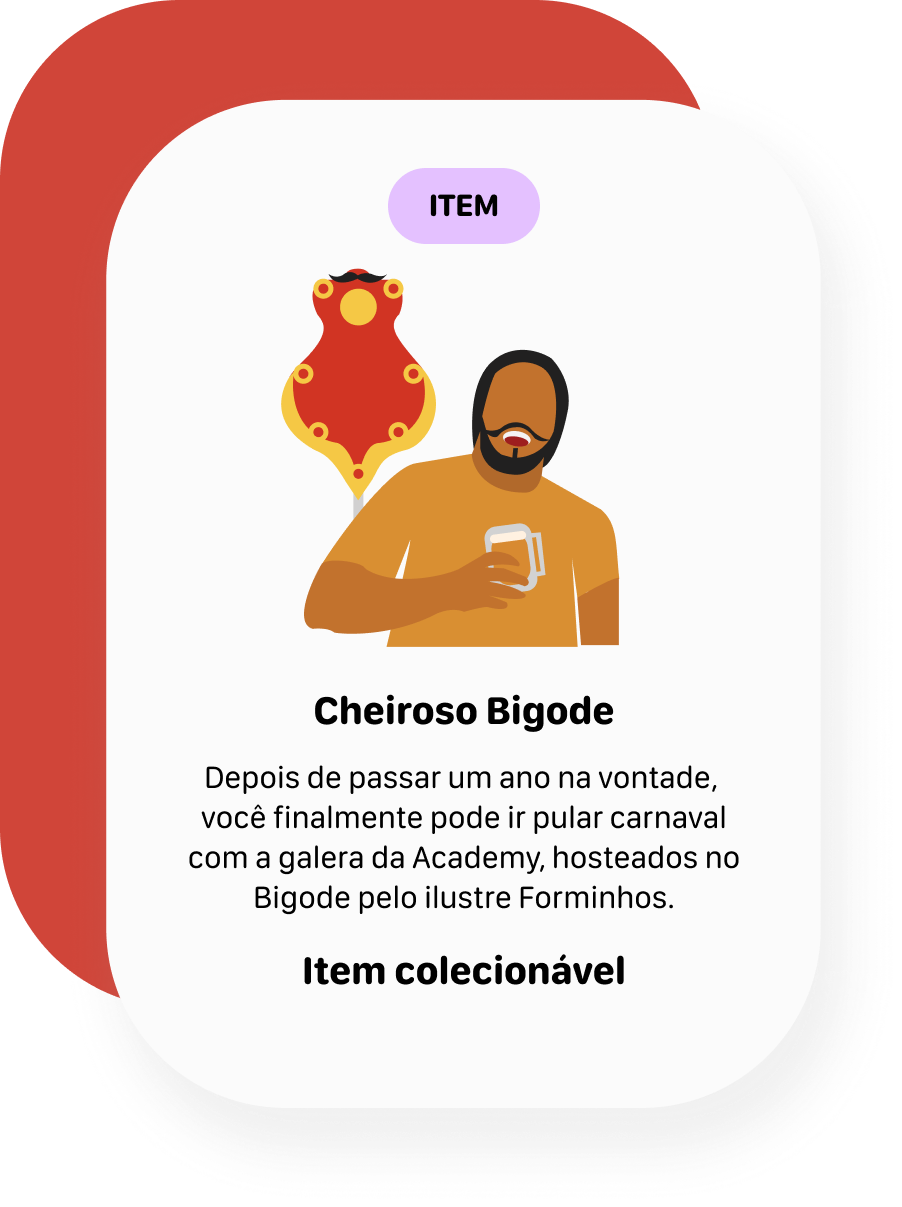 ITEM
Cheiroso Bigode
Depois de passar um ano na vontade,
você finalmente pode ir pular carnaval
com a galera da Academy, hosteados no
Bigode pelo ilustre Forminhos.
Item colecionável